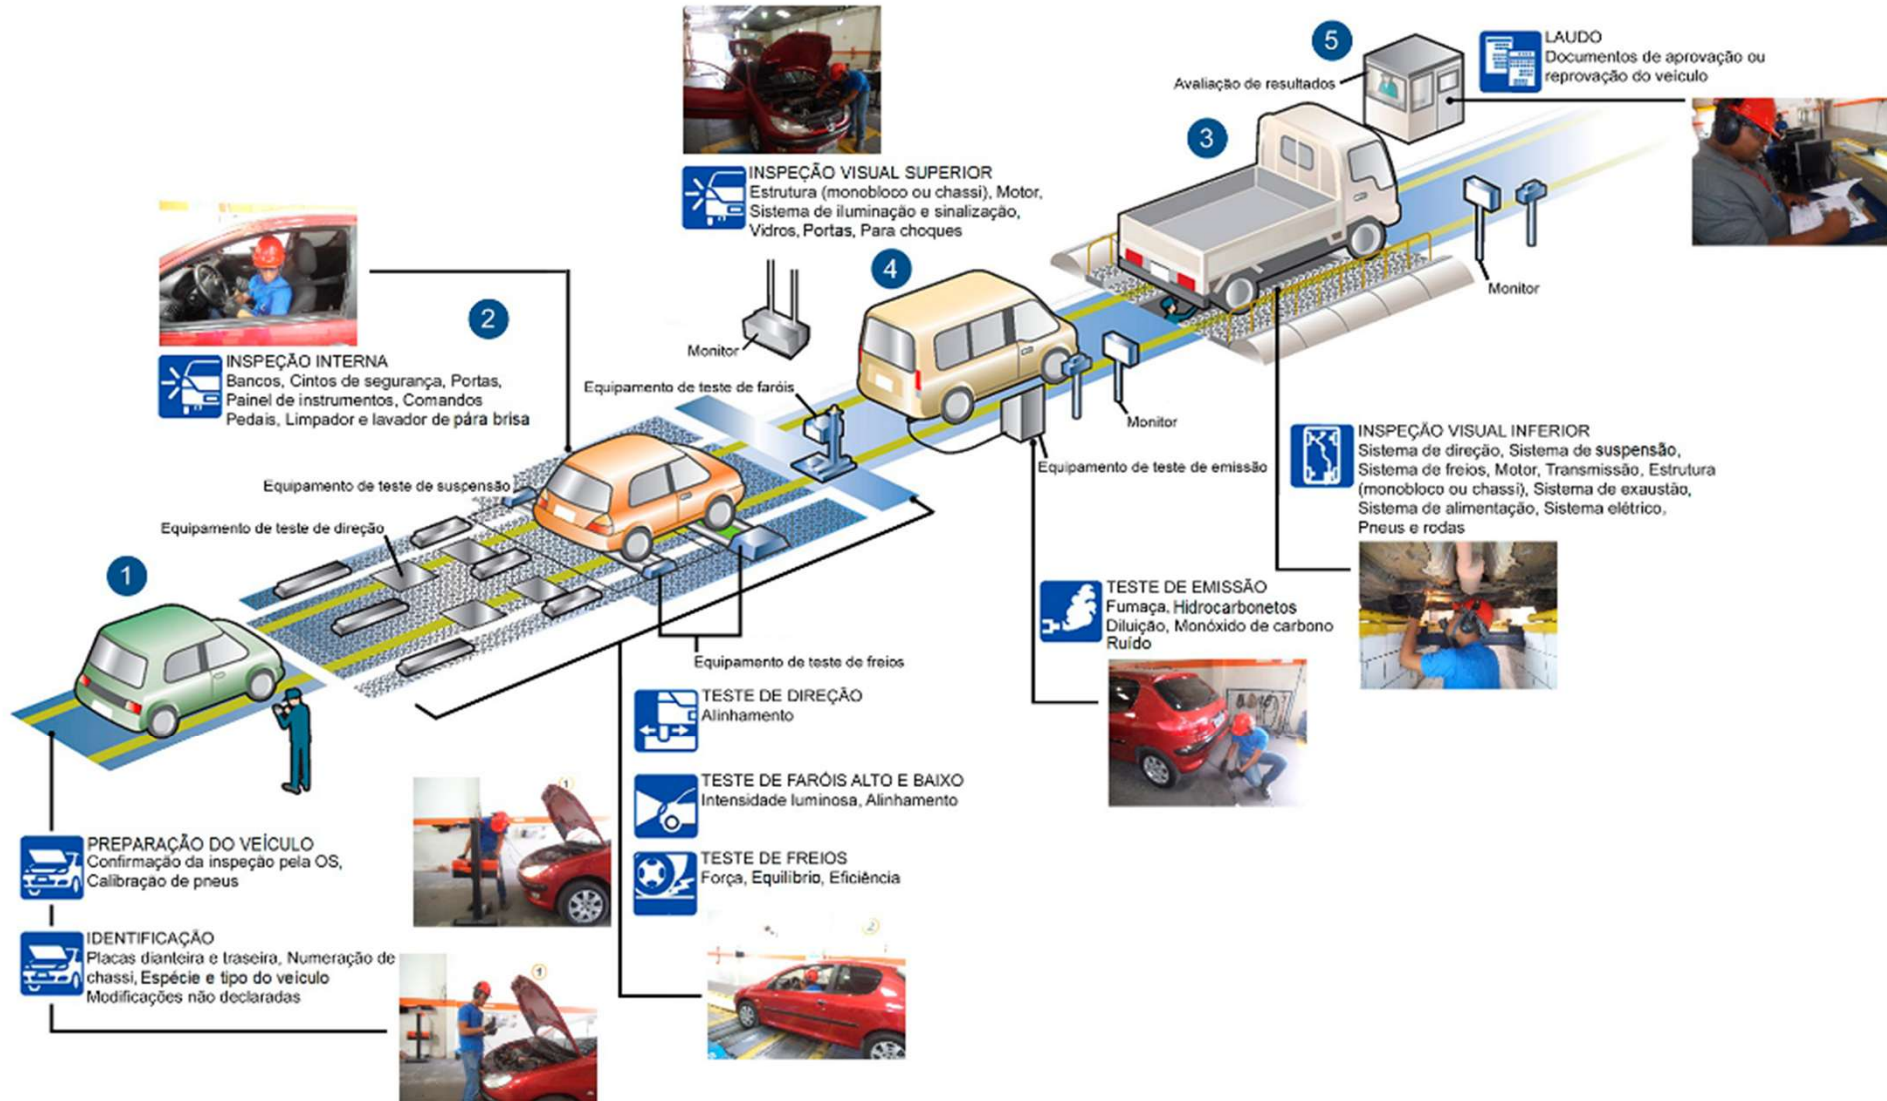 5
Avaliação de resultados
LAUDO
Documentos de aprovação ou
reprovação do veículo
3
INSPEÇÃO VISUAL SUPERIOR
Estrutura (monobloco ou chassi), Motor,
Sistema de iluminação e sinalização,
Vidros, Portas, Para choques
Monitor
4
Monitor
2
INSPEÇÃO INTERNA
Bancos, Cintos de segurança, Portas,
Painel de instrumentos, Comandos
Pedais, Limpador e lavador de pára brisa
Equipamento de teste de faróis
Monitor
Equipamento de teste de emissão
INSPEÇÃO VISUAL INFERIOR
Sistema de direção, Sistema de suspensão,
Sistema de freios, Motor, Transmissão, Estrutura
(monobloco ou chassi), Sistema de exaustão,
Sistema de alimentação, Sistema elétrico,
Pneus e rodas
Equipamento de teste de suspensão
Equipamento de teste de direção
1
Equipamento de teste de freios
TESTE DE EMISSÃO
Fumaça, Hidrocarbonetos
Diluição, Monóxido de carbono
Ruído
TESTE DE DIREÇÃO
Alinhamento
TESTE DE FARÓIS ALTO E BAIXO
Intensidade luminosa, Alinhamento
TESTE DE FREIOS
Força, Equilíbrio, Eficiência
PREPARAÇÃO DO VEÍCULO
Confirmação da inspeção pela OS,
Calibração de pneus
IDENTIFICAÇÃO
Placas dianteira e traseira, Numeração de
chassi, Espécie e tipo do veículo
Modificações não declaradas
1
1
2